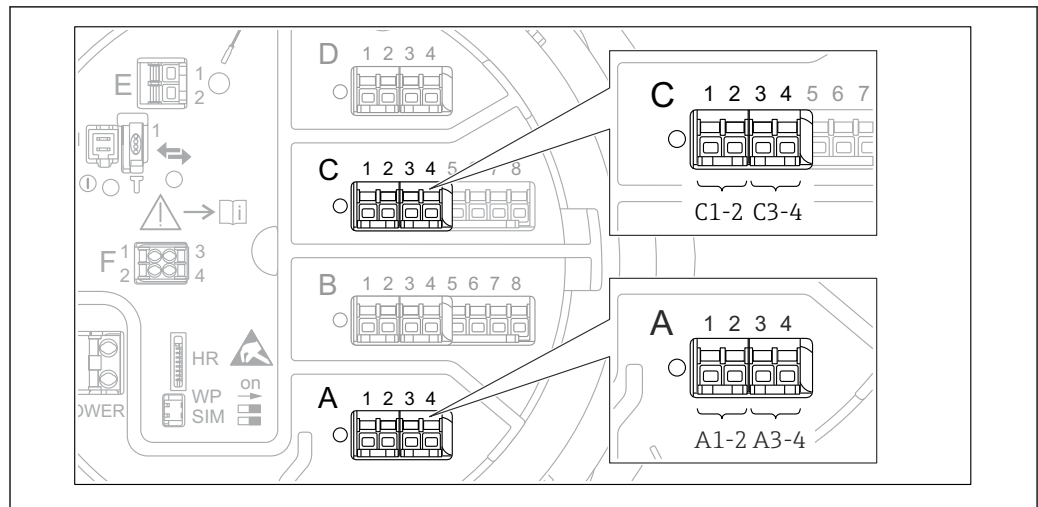 D 1 2 3 4
E 1
2
1
C 1 2 3 4 5 6 7 8
C 1 2 3 4 5 6 7
C1-2 C3-4
i
F 1 3
2 4
B 1 2 3 4 5 6 7 8
A 1 2 3 4
A1-2 A3-4
HR
WP on
SIM
OWER
A 1 2 3 4